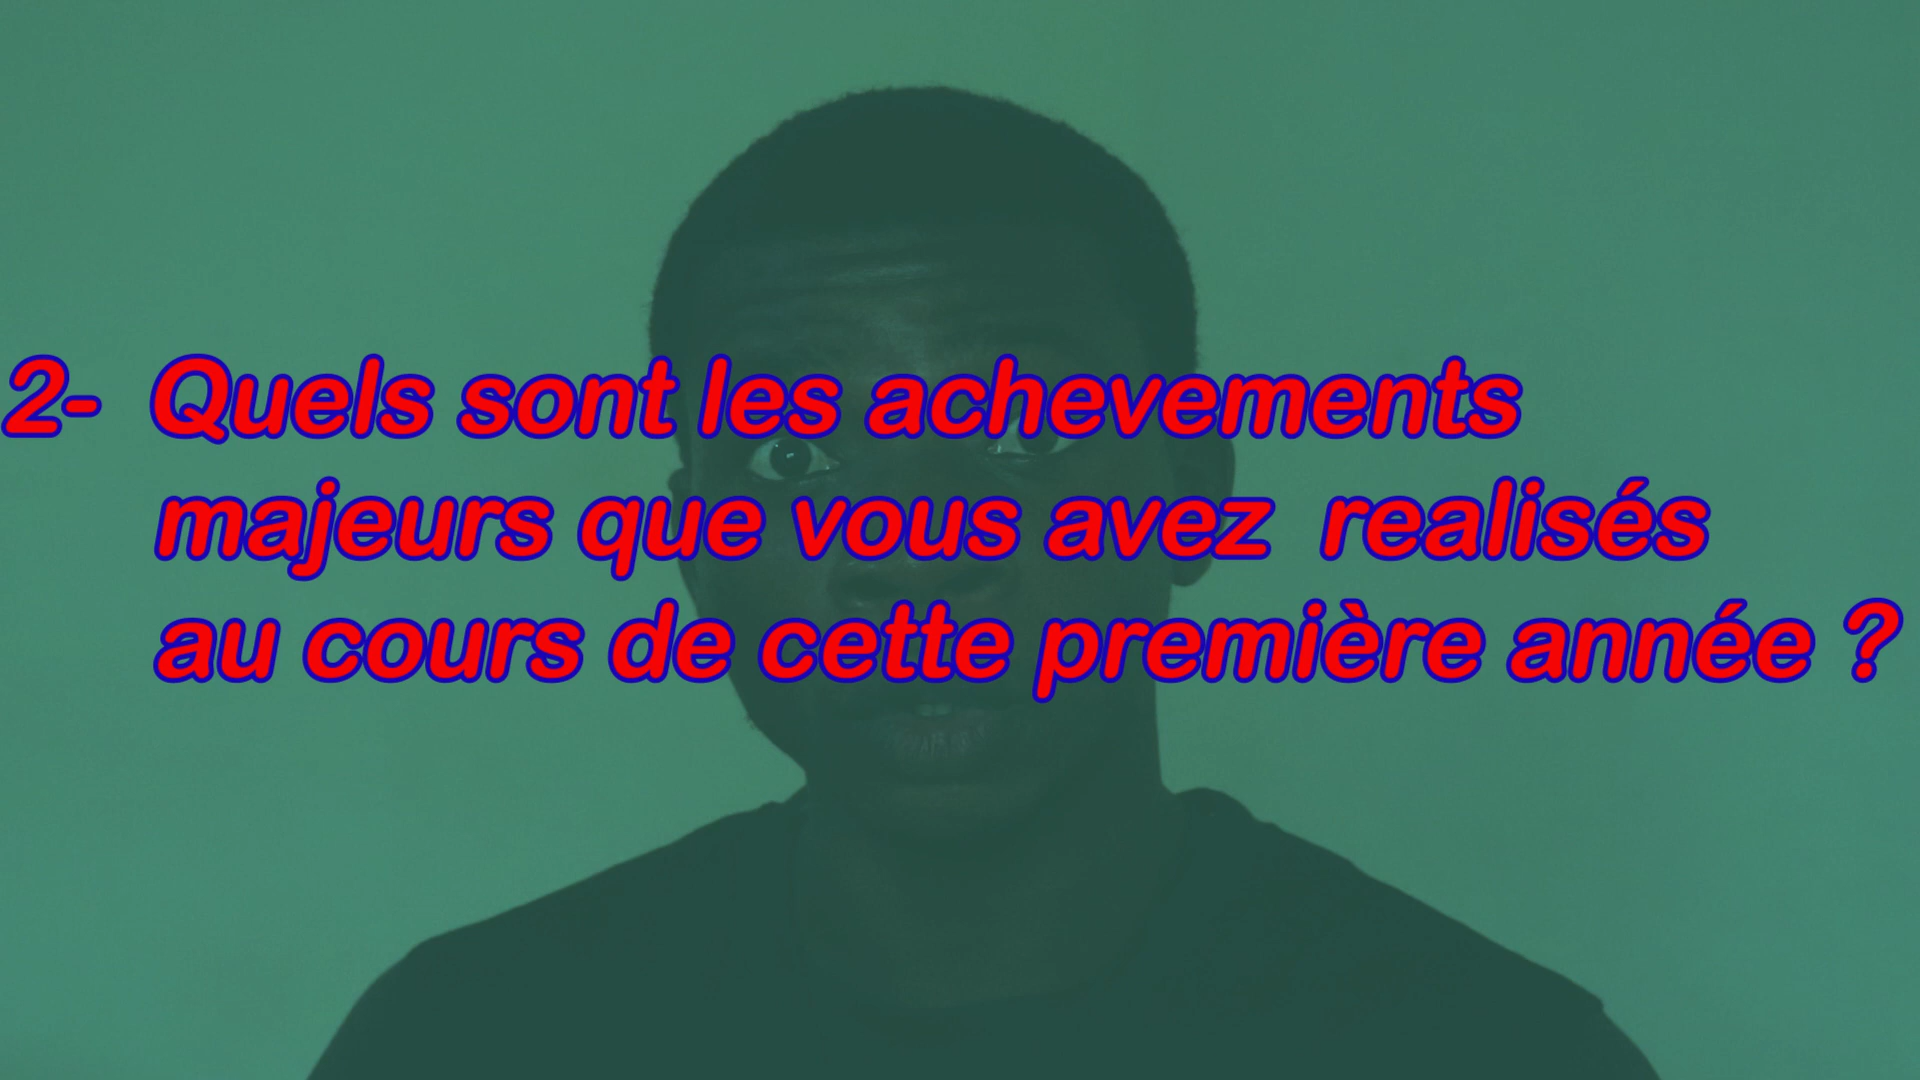 2- Quels sont les achevements
majeurs que vous avez realisés
au cours de cette première année ?